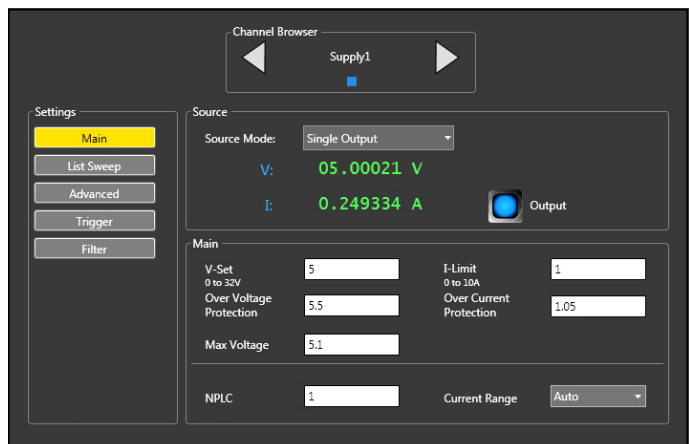 Channel Browser
Supply1
Settings
Main
List Sweep
Advanced
Trigger
Filter
Source
Source Mode: Single Output
V: 05.00021 V
I: 0.249334 A
Output
Main
V-Set 5
0 to 32V
I-Limit 1
0 to 10A
Over Voltage
Protection 5.5
Over Current
Protection 1.05
Max Voltage 5.1
NPLC 1
Current Range Auto